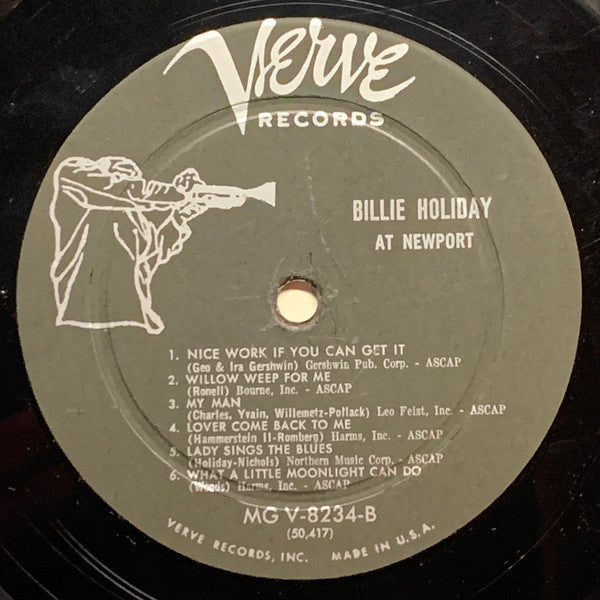 Verve
RECORDS
BILLIE HOLIDAY
AT NEWPORT
1. NICE WORK IF YOU CAN GET IT
(Geo & Ira Gershwin) Gershwin Pub. Corp. - ASCAP
2. WILLOW WEEP FOR ME
(Ronell) Bourne, Inc. - ASCAP
3. MY MAN
(Charles, Yvain, Willemetz-Pollack) Leo Feist, Inc. - ASCAP
4. LOVER COME BACK TO ME
(Hammerstein II-Romberg) Harms, Inc. - ASCAP
5. LADY SINGS THE BLUES
(Holiday-Nichols) Northern Music Corp. - ASCAP
6. WHAT A LITTLE MOONLIGHT CAN DO
(Woods) Harms, Inc. - ASCAP
MG V-8234-B
(50,417)
VERVE RECORDS, INC. MADE IN U.S.A.